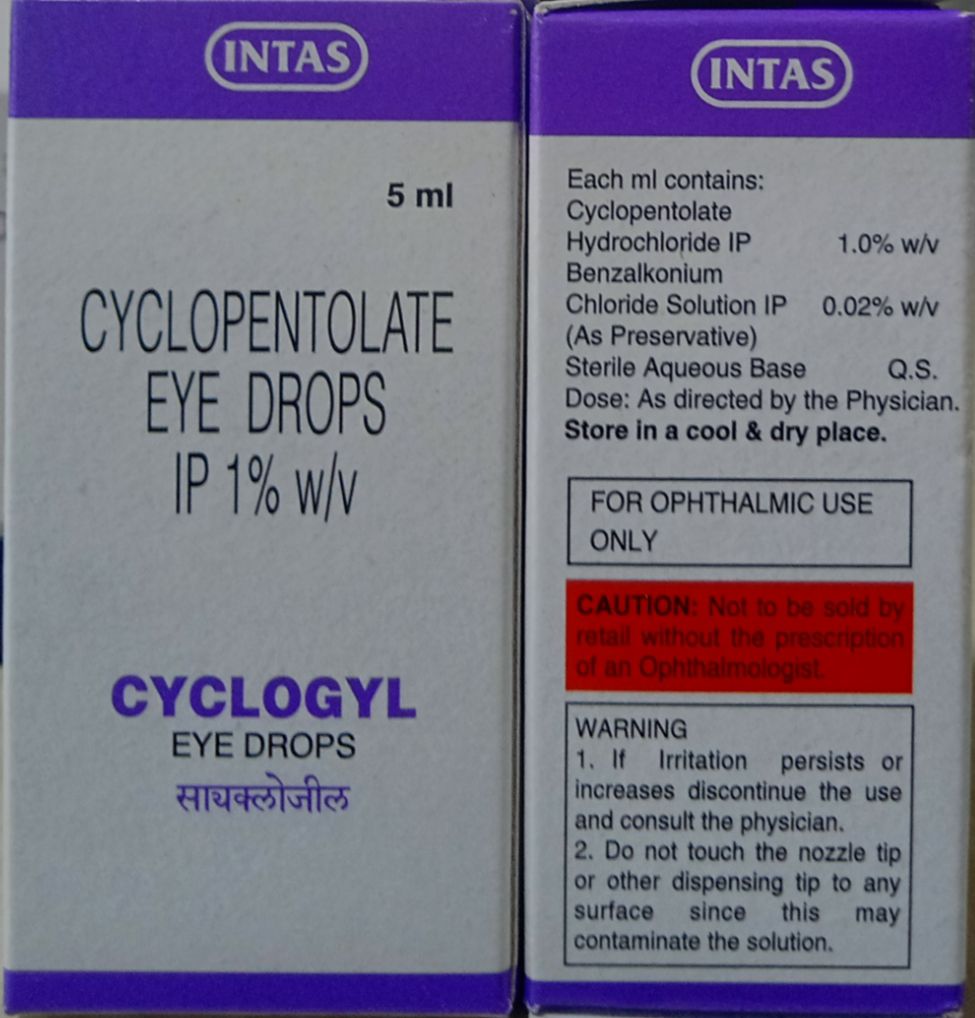 INTAS
5 ml
CYCLOPENTOLATE
EYE DROPS
IP 1% w/v
CYCLOGYL
EYE DROPS
सायक्लोजील
INTAS
Each ml contains:
Cyclopentolate
Hydrochloride IP 1.0% w/v
Benzalkonium
Chloride Solution IP 0.02% w/v
(As Preservative)
Sterile Aqueous Base Q.S.
Dose: As directed by the Physician.
Store in a cool & dry place.
FOR OPHTHALMIC USE
ONLY
CAUTION: Not to be sold by
retail without the prescription
of an Ophthalmologist.
WARNING
1. If Irritation persists or
increases discontinue the use
and consult the physician.
2. Do not touch the nozzle tip
or other dispensing tip to any
surface since this may
contaminate the solution.